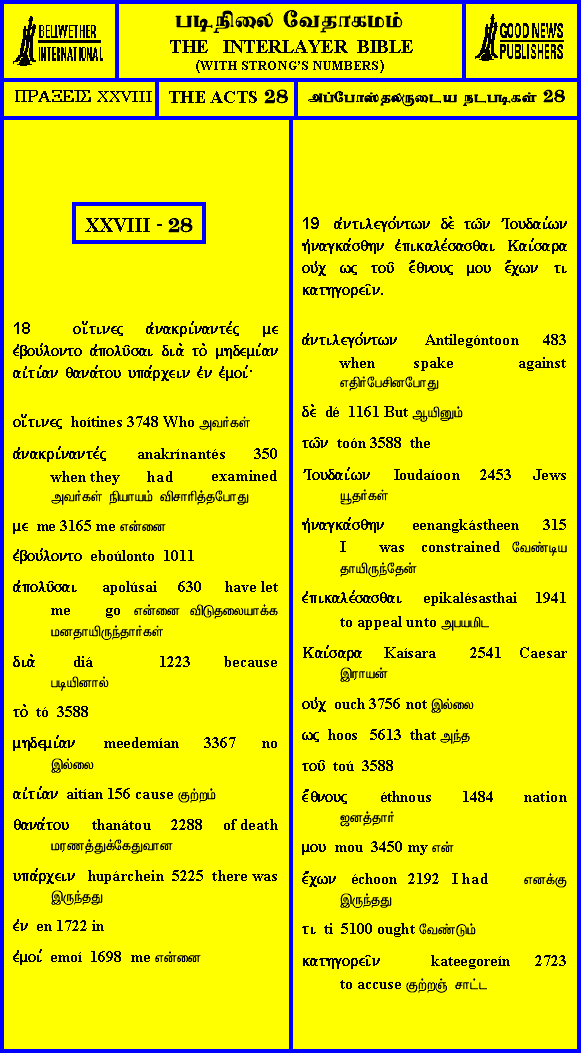 BELLWETHER
INTERNATIONAL
படிநிலை வேதாகமம்
THE INTERLAYER BIBLE
(WITH STRONG'S NUMBERS)
GOOD NEWS
PUBLISHERS
ΠΡΑΞΕΙΣ XXVIII
THE ACTS 28
அப்போஸ்தலருடைய நடபடிகள் 28
XXVIII - 28
18 οἵτινες ἀνακρίναντές με
ἐβούλοντο ἀπολῦσαι διὰ τὸ μηδεμίαν
αἰτίαν θανάτου υπάρχειν ἐν ἐμοί·
οἵτινες hoítines 3748 Who அவர்கள்
ἀνακρίναντές anakrínantés 350
when they had examined
அவர்கள் நியாயம் விசாரித்தபோது
με me 3165 me என்னை
ἐβούλοντο eboúlonto 1011
ἀπολῦσαι apolúsai 630 have let
me go என்னை விடுதலையாக்க
மனதாயிருந்தார்கள்
διὰ diá 1223 because
படியினால்
τὸ tó 3588
μηδεμίαν meedemían 3367 no
இல்லை
αἰτίαν aitían 156 cause குற்றம்
θανάτου thanátou 2288 of death
மரணத்துக்கேதுவான
υπάρχειν hupárchein 5225 there was
இருந்தது
ἐν en 1722 in
ἐμοί emoí 1698 me என்னை
19 ἀντιλεγόντων δὲ τῶν Ἰουδαίων
ἠναγκάσθην ἐπικαλέσασθαι Καίσαρα
οὐχ ως τοῦ ἔθνους μου ἔχων τι
κατηγορεῖν.
ἀντιλεγόντων Antilegóntoon 483
when spake against
எதிர்பேசினபோது
δὲ dé 1161 But ஆயினும்
τῶν toón 3588 the
Ἰουδαίων Ioudaíoon 2453 Jews
யூதர்கள்
ἠναγκάσθην eenangkástheen 315
I was constrained வேண்டிய
தாயிருந்தேன்
ἐπικαλέσασθαι epikalésasthai 1941
to appeal unto அபயமிட
Καίσαρα Kaísara 2541 Caesar
இராயன்
οὐχ ouch 3756 not இல்லை
ως hoos 5613 that அந்த
τοῦ toú 3588
ἔθνους éthnous 1484 nation
ஜனத்தார்
μου mou 3450 my என்
ἔχων échoon 2192 I had எனக்கு
இருந்தது
τι ti 5100 ought வேண்டும்
κατηγορεῖν kateegoreín 2723
to accuse குற்றஞ் சாட்ட